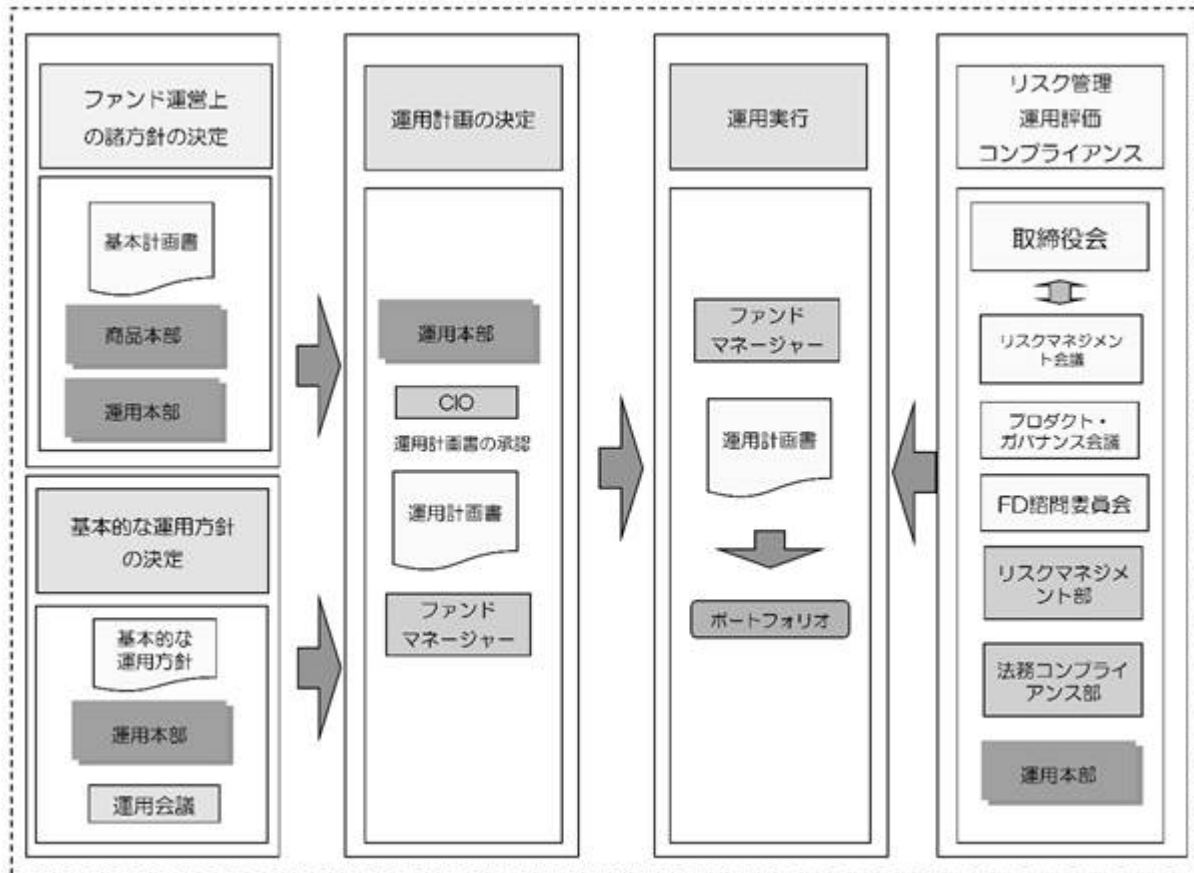 ファンド運営上
の諸方針の決定
基本計画書
商品本部
運用本部
基本的な運用方針
の決定
基本的な
運用方針
運用本部
運用会議
運用計画の決定
運用本部
CIO
運用計画書の承認
運用計画書
ファンド
マネージャー
運用実行
ファンド
マネージャー
運用計画書
ポートフォリオ
リスク管理
運用評価
コンプライアンス
取締役会
リスクマネジメン
ト会議
プロダクト・
ガバナンス会議
FD諮問委員会
リスクマネジメ
ント部
法務コンプライ
アンス部
運用本部